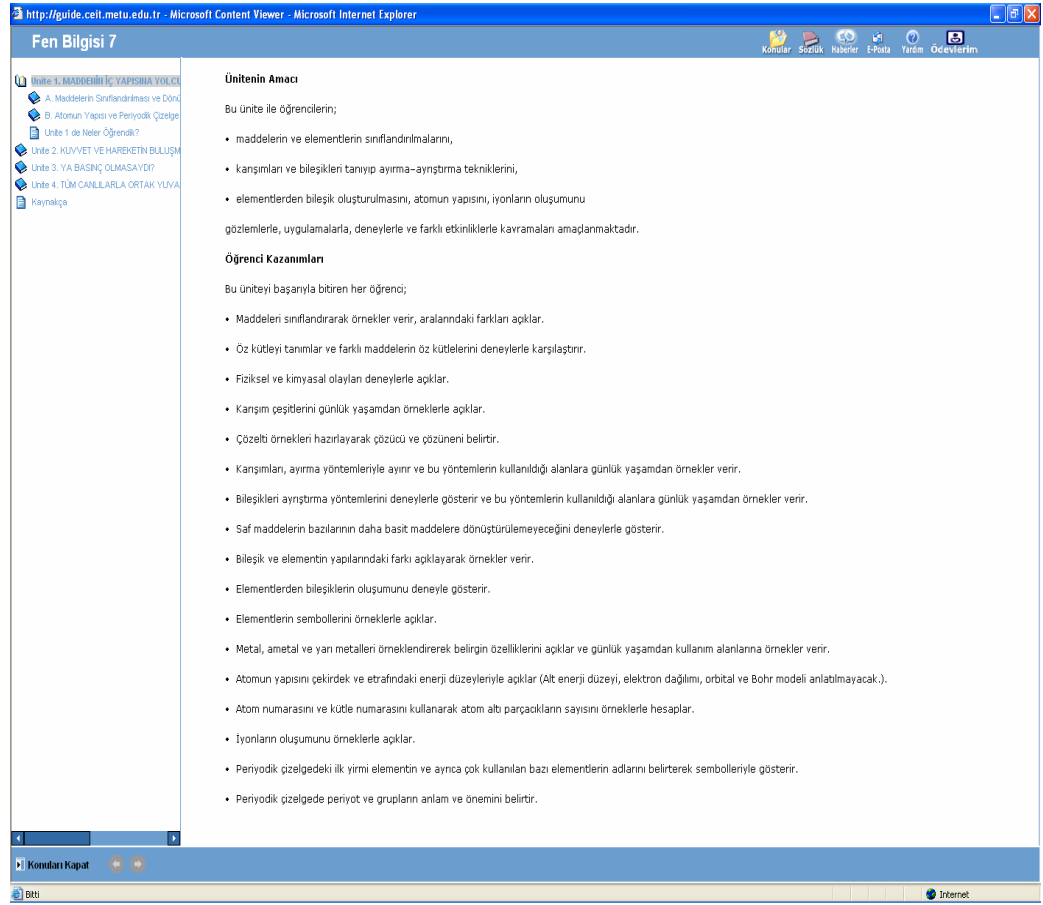 http://guide.ceit.metu.edu.tr - Microsoft Content Viewer - Microsoft Internet Explorer
Fen Bilgisi 7
Konular Sözlük Haberler E-Posta Yardım Ödevlerim
Unite 1. MADDENİN İÇ YAPISINA YOLCU
A. Maddelerin Sınıflandırılması ve Dönü
B. Atomun Yapısı ve Periyodik Çizelge
Unite 1 de Neler Öğrendik?
Unite 2. KUVVET VE HAREKETİN BULUŞM
Unite 3. YA BASINÇ OLMASAYDI?
Unite 4. TÜM CANLILARLA ORTAK YUVA
Kaynakça
Ünitenin Amacı
Bu ünite ile öğrencilerin;
• maddelerin ve elementlerin sınıflandırılmalarını,
• karışımları ve bileşikleri tanıyıp ayırma-ayrıştırma tekniklerini,
• elementlerden bileşik oluşturulmasını, atomun yapısını, iyonların oluşumunu
gözlemlerle, uygulamalarla, deneylerle ve farklı etkinliklerle kavramaları amaçlanmaktadır.
Öğrenci Kazanımları
Bu üniteyi başarıyla bitiren her öğrenci;
• Maddeleri sınıflandırarak örnekler verir, aralarındaki farkları açıklar.
• Öz kütleyi tanımlar ve farklı maddelerin öz kütlelerini deneylerle karşılaştırır.
• Fiziksel ve kimyasal olayları deneylerle açıklar.
• Karışım çeşitlerini günlük yaşamdan örneklerle açıklar.
• Çözelti örnekleri hazırlayarak çözücü ve çözüneni belirtir.
• Karışımları, ayırma yöntemleriyle ayırır ve bu yöntemlerin kullanıldığı alanlara günlük yaşamdan örnekler verir.
• Bileşikleri ayrıştırma yöntemlerini deneylerle gösterir ve bu yöntemlerin kullanıldığı alanlara günlük yaşamdan örnekler verir.
• Saf maddelerin bazılarının daha basit maddelere dönüştürülemeyeceğini deneylerle gösterir.
• Bileşik ve elementin yapılarındaki farkı açıklayarak örnekler verir.
• Elementlerden bileşiklerin oluşumunu deneyle gösterir.
• Elementlerin sembollerini örneklerle açıklar.
• Metal, ametal ve yarı metalleri örneklendirerek belirgin özelliklerini açıklar ve günlük yaşamdan kullanım alanlarına örnekler verir.
• Atomun yapısını çekirdek ve etrafındaki enerji düzeyleriyle açıklar (Alt enerji düzeyi, elektron dağılımı, orbital ve Bohr modeli anlatılmayacak.).
• Atom numarasını ve kütle numarasını kullanarak atom altı parçacıkların sayısını örneklerle hesaplar.
• İyonların oluşumunu örneklerle açıklar.
• Periyodik çizelgedeki ilk yirmi elementin ve ayrıca çok kullanılan bazı elementlerin adlarını belirterek sembolleriyle gösterir.
• Periyodik çizelgede periyot ve grupların anlam ve önemini belirtir.
Konuları Kapat
Bitti
Internet